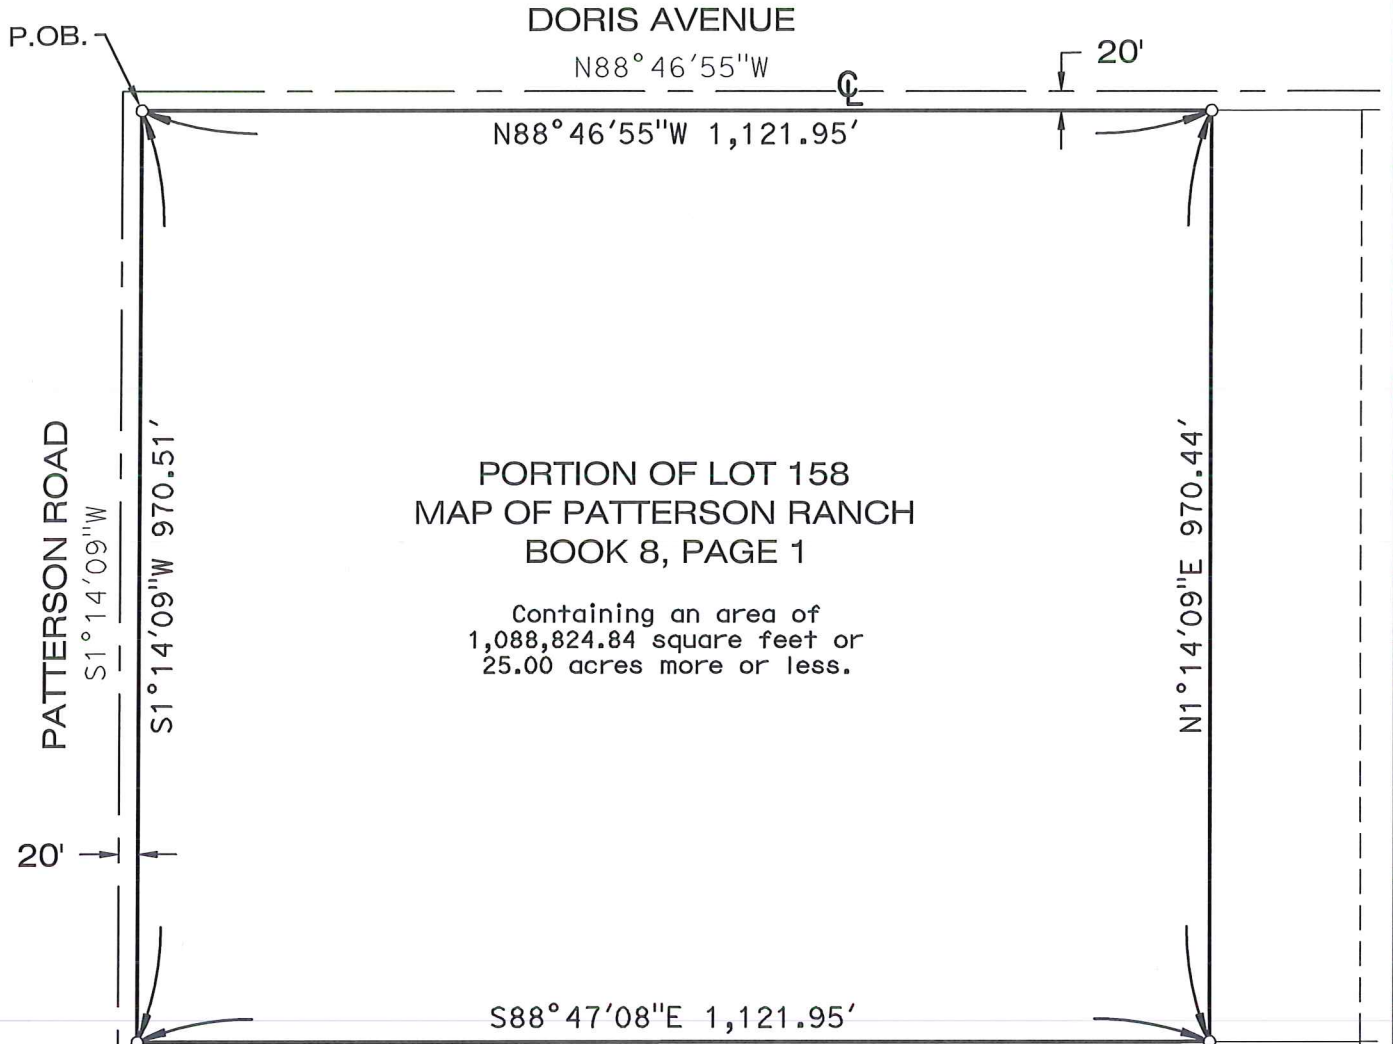 DORIS AVENUE
P.OB.
N88°46'55"W
℄
20'
N88°46'55"W 1,121.95'
PATTERSON ROAD
S1°14'09"W
S1°14'09"W 970.51'
PORTION OF LOT 158
MAP OF PATTERSON RANCH
BOOK 8, PAGE 1
Containing an area of
1,088,824.84 square feet or
25.00 acres more or less.
N1°14'09"E 970.44'
20'
S88°47'08"E 1,121.95'